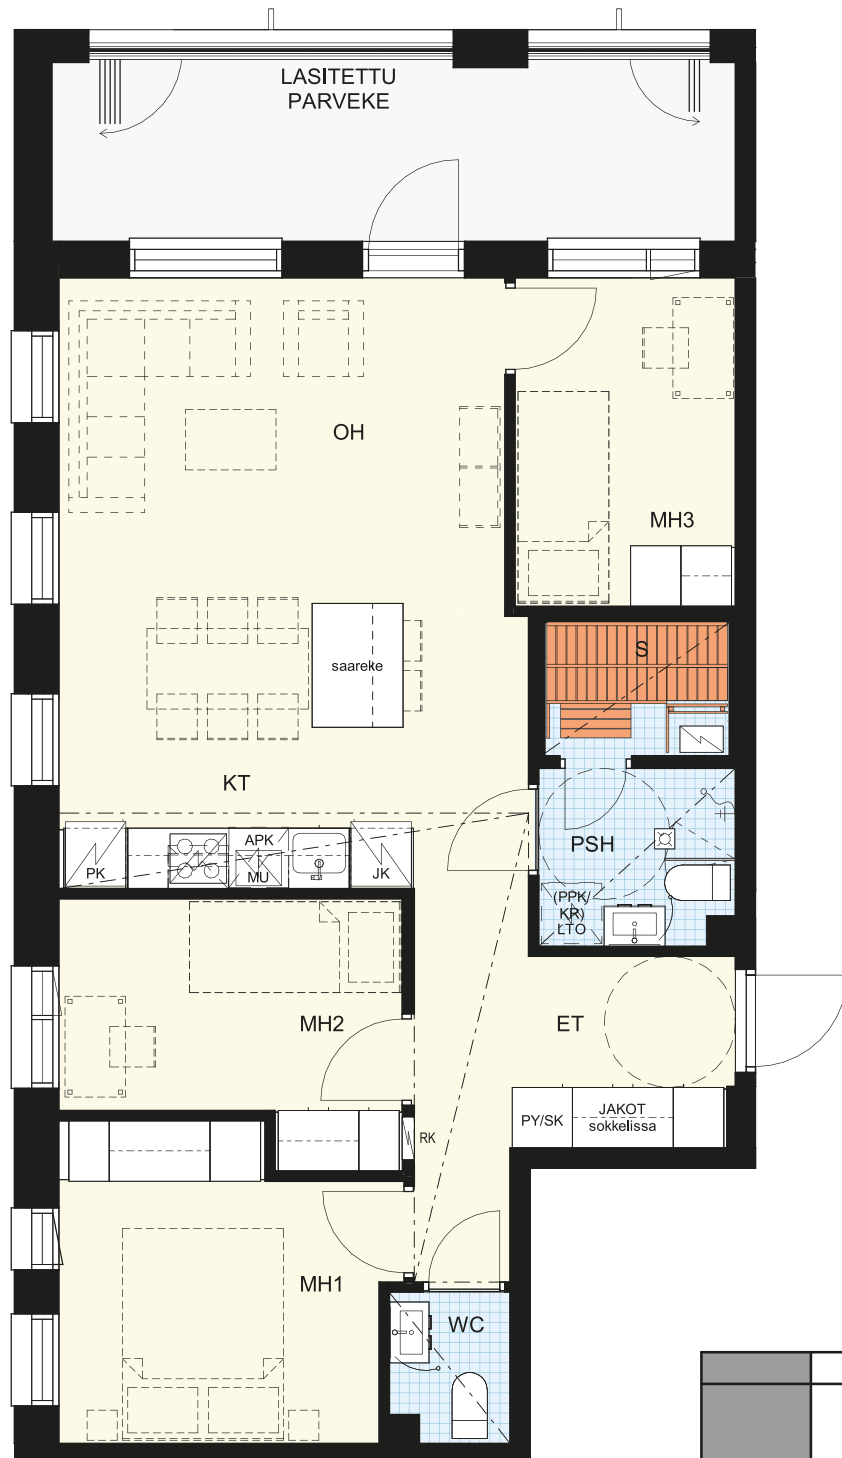 LASITETTU
PARVEKE
OH
MH3
S
saareke
KT
PSH
APK
MU
PK
JK
(PPK/
KR)
LTO
MH2
ET
PY/SK
JAKOT
sokkelissa
RK
MH1
WC